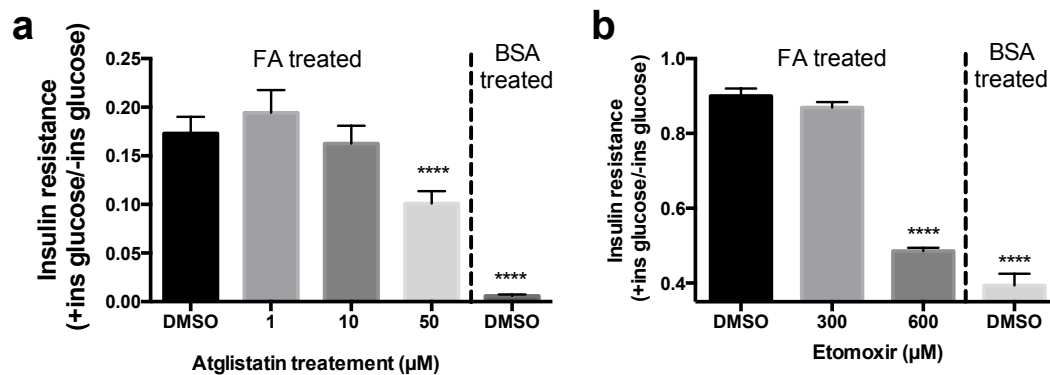 a
FA treated
BSA
treated
Insulin resistance
(+ins glucose/-ins glucose)
0.25
0.20
0.15
0.10
0.05
0.00
****
****
DMSO 1 10 50 DMSO
Atglistatin treatement (µM)
b
FA treated
BSA
treated
Insulin resistance
(+ins glucose/-ins glucose)
1.0
0.8
0.6
0.4
****
****
DMSO 300 600 DMSO
Etomoxir (µM)